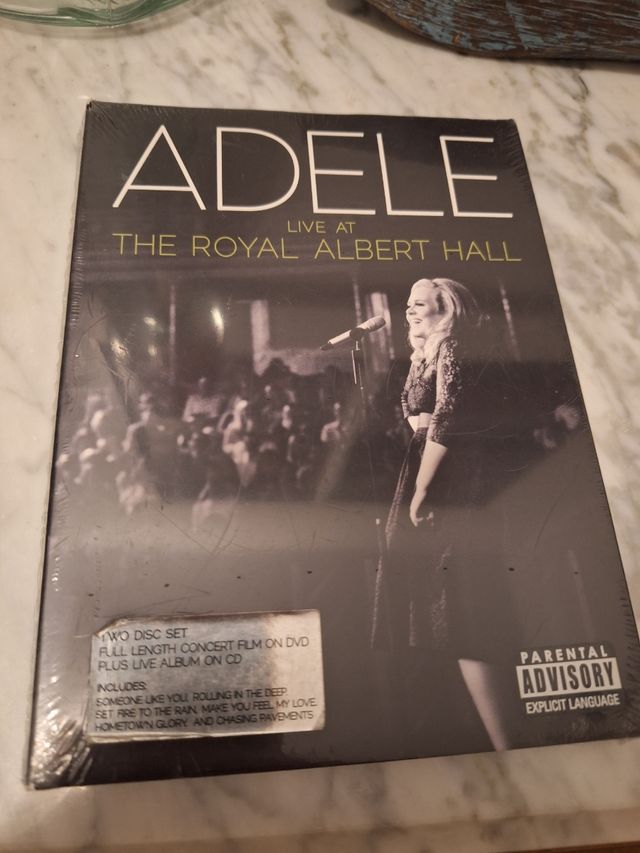 ADELE
LIVE AT
THE ROYAL ALBERT HALL
TWO DISC SET
FULL LENGTH CONCERT FILM ON DVD
PLUS LIVE ALBUM ON CD
INCLUDES:
SOMEONE LIKE YOU, ROLLING IN THE DEEP,
SET FIRE TO THE RAIN, MAKE YOU FEEL MY LOVE,
HOMETOWN GLORY, AND CHASING PAVEMENTS
PARENTAL
ADVISORY
EXPLICIT LANGUAGE